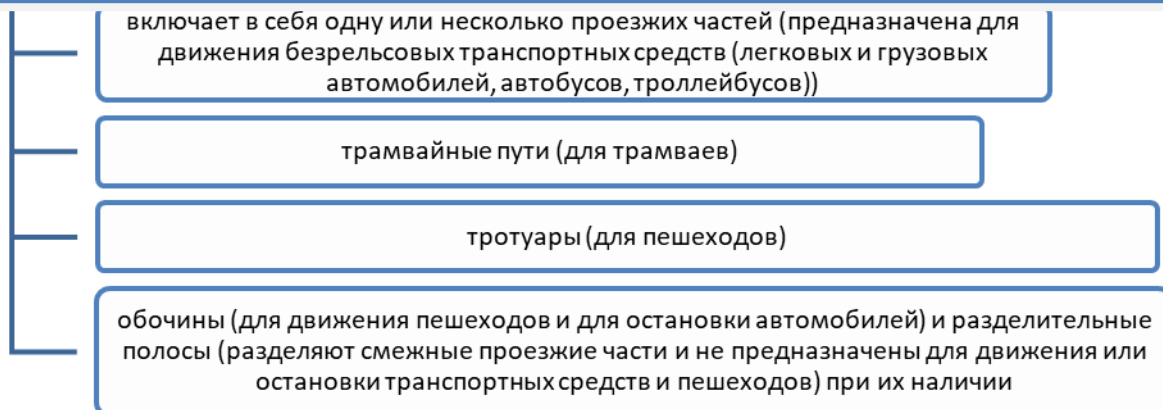 включает в себя одну или несколько проезжих частей (предназначена для
движения безрельсовых транспортных средств (легковых и грузовых
автомобилей, автобусов, троллейбусов))
трамвайные пути (для трамваев)
тротуары (для пешеходов)
обочины (для движения пешеходов и для остановки автомобилей) и разделительные
полосы (разделяют смежные проезжие части и не предназначены для движения или
остановки транспортных средств и пешеходов) при их наличии